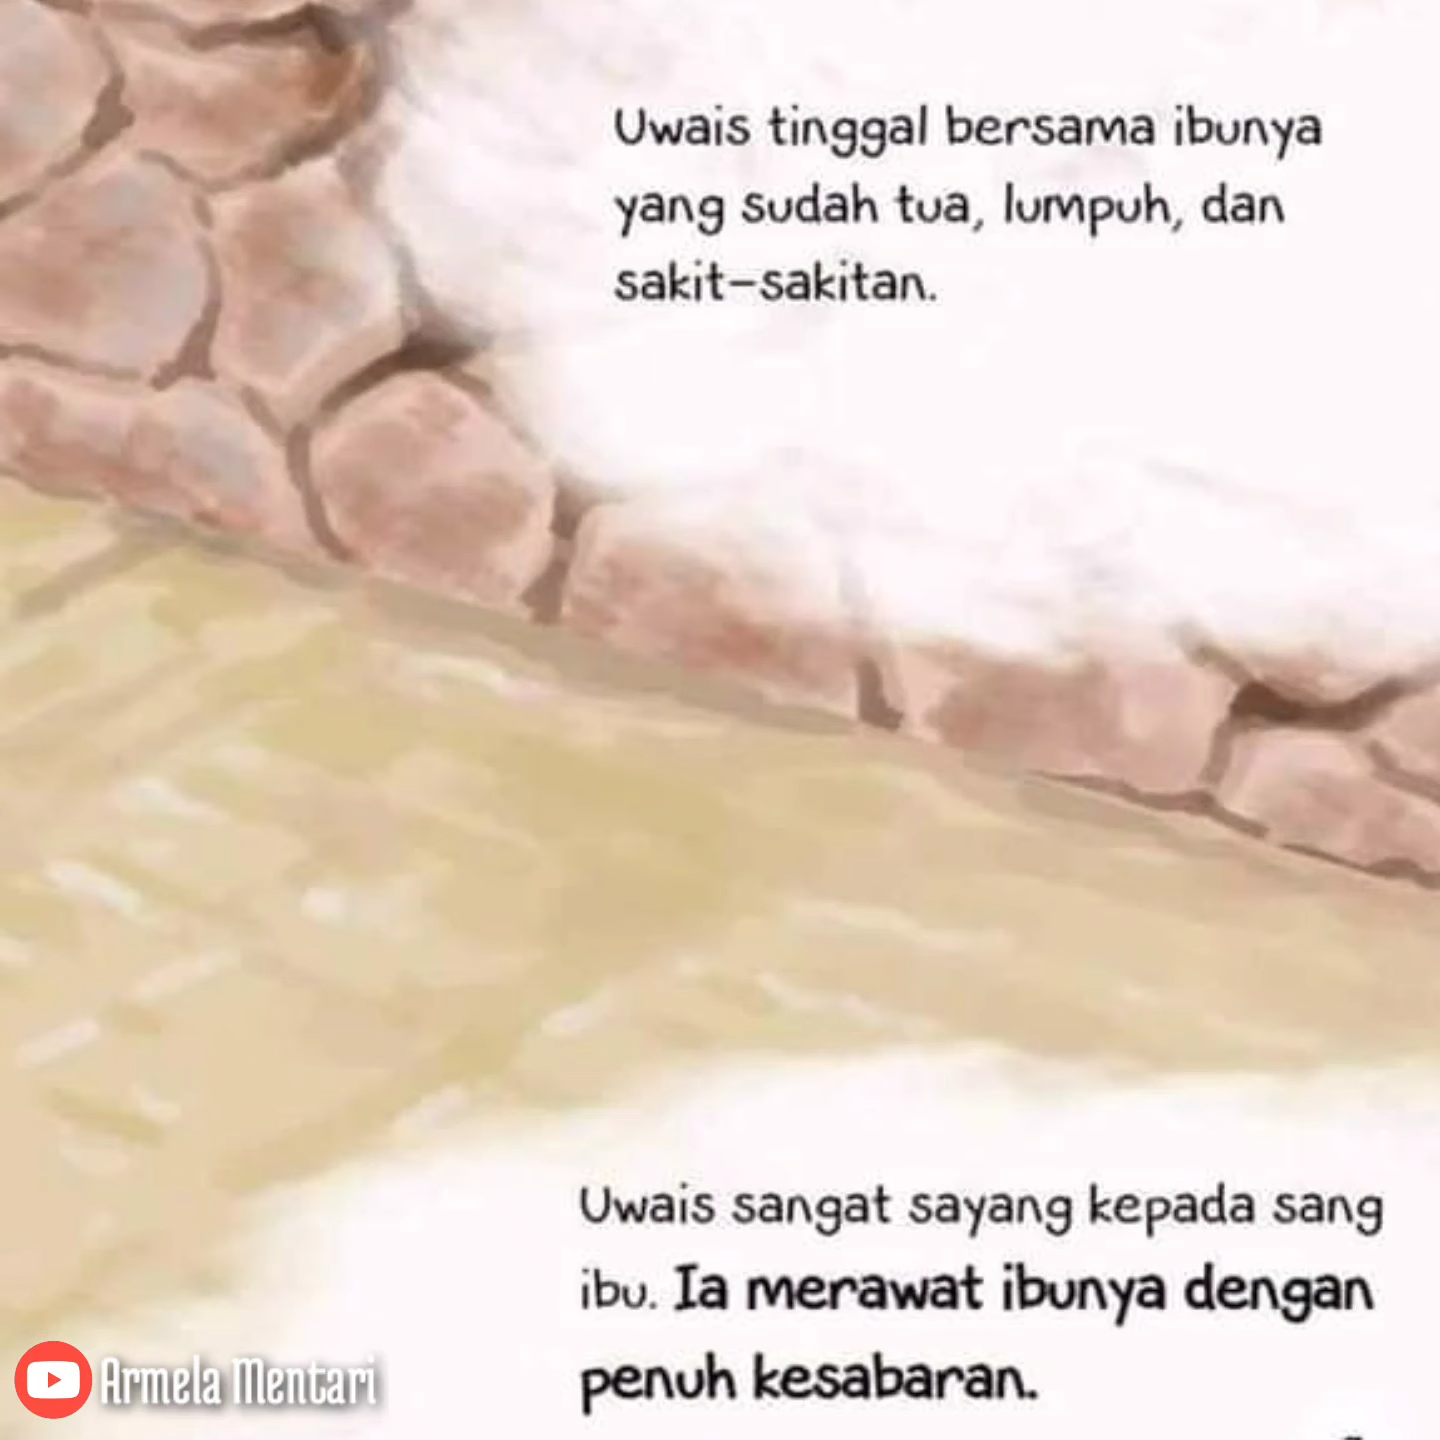 Uwais tinggal bersama ibunya
yang sudah tua, lumpuh, dan
sakit-sakitan.
Uwais sangat sayang kepada sang
ibu. Ia merawat ibunya dengan
penuh kesabaran.
Armela Mentari